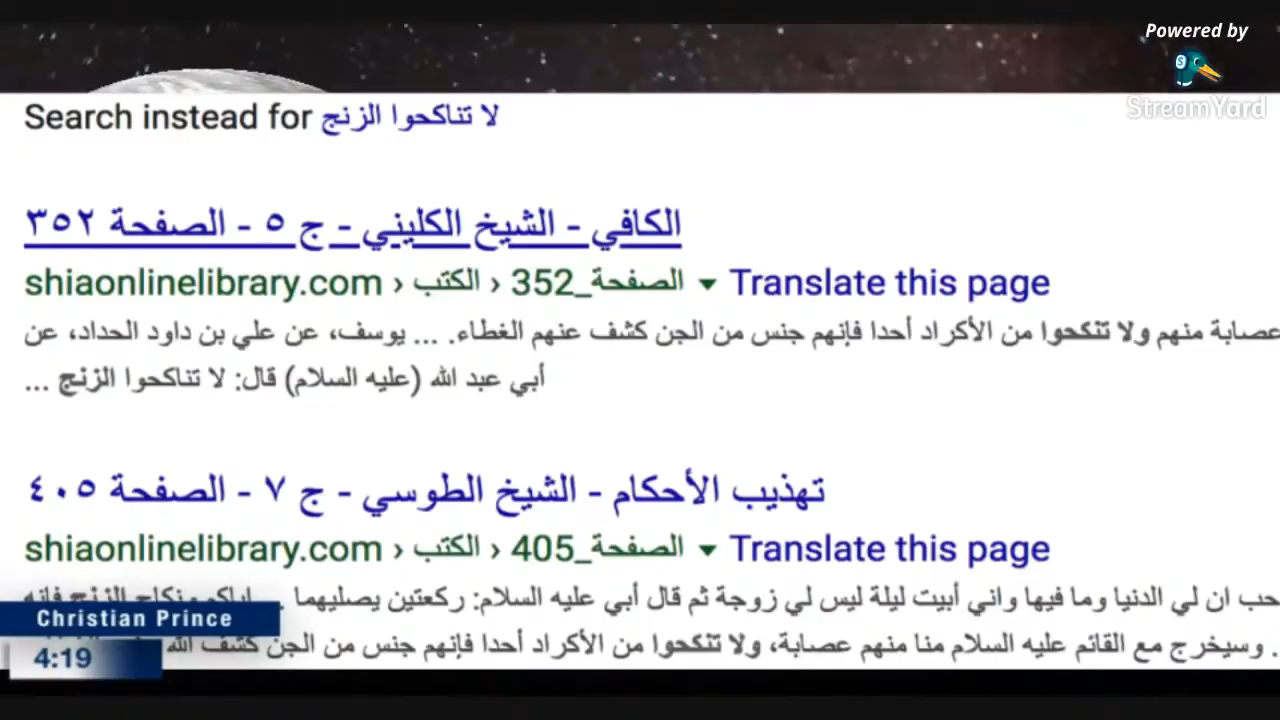 Powered by
StreamYard
Search instead for لا تناكحوا الزنج
الكافي - الشيخ الكليني - ج ٥ - الصفحة ٣٥٢
shiaonlinelibrary.com › الكتب › الصفحة_352 ▼ Translate this page
عصابة منهم ولا تنكحوا من الأكراد أحدا فإنهم جنس من الجن كشف عنهم الغطاء. ... يوسف، عن علي بن داود الحداد، عن
أبي عبد الله (عليه السلام) قال: لا تناكحوا الزنج ...
تهذيب الأحكام - الشيخ الطوسي - ج ٧ - الصفحة ٤٠٥
shiaonlinelibrary.com › الكتب › الصفحة_405 ▼ Translate this page
حب ان لي الدنيا وما فيها واني أبيت ليلة ليس لي زوجة ثم قال أبي عليه السلام: ركعتين يصليهما
. وسيخرج مع القائم عليه السلام منا منهم عصابة، ولا تنكحوا من الأكراد أحدا فإنهم جنس من الجن كشف الله
Christian Prince
4:19